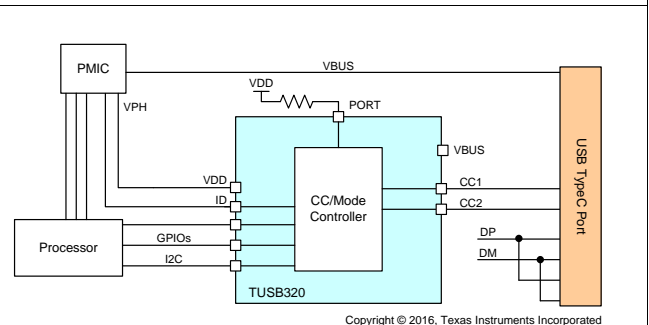 PMIC
VBUS
VPH
VDD
PORT
VBUS
VDD
ID
GPIOs
I2C
Processor
CC/Mode
Controller
TUSB320
CC1
CC2
DP
DM
USB TypeC Port
Copyright © 2016, Texas Instruments Incorporated